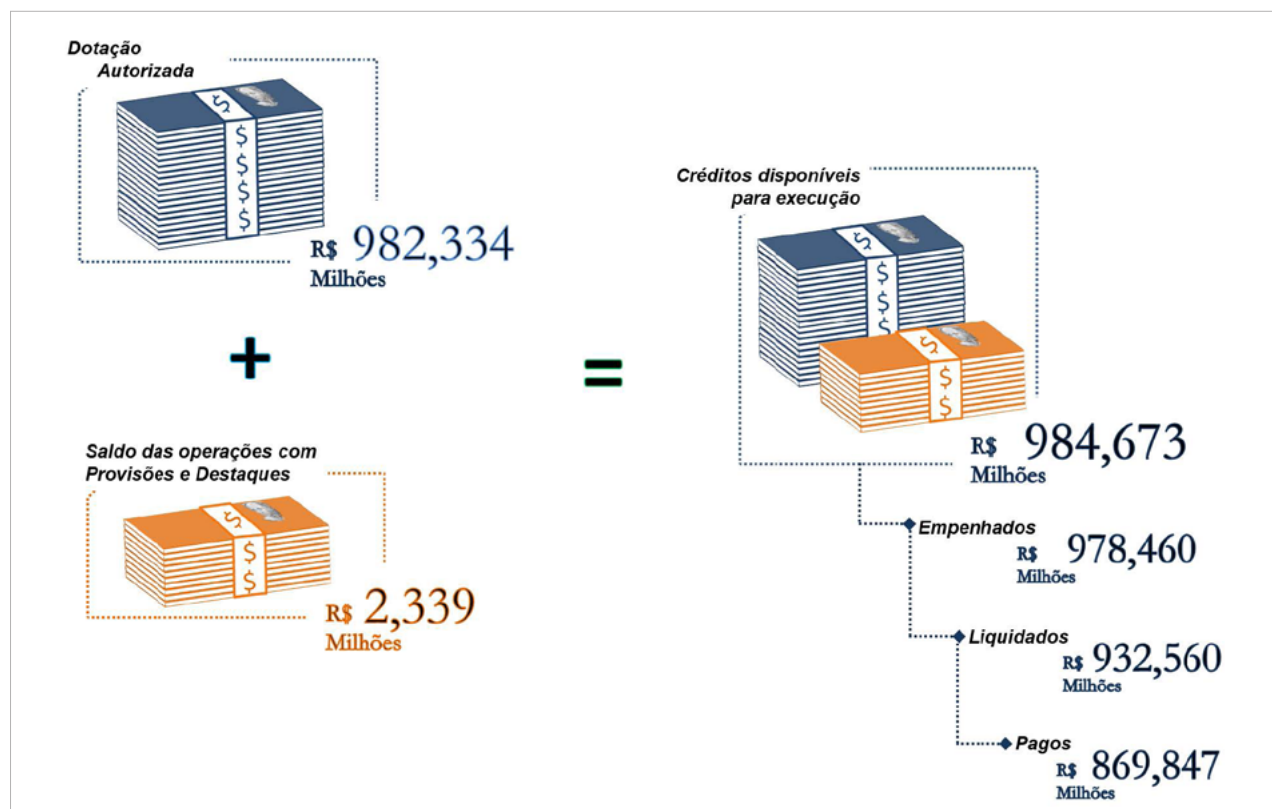 Dotação
Autorizada
R$ 982,334
Milhões
+
Saldo das operações com
Provisões e Destaques
R$ 2,339
Milhões
=
Créditos disponíveis
para execução
R$ 984,673
Milhões
Empenhados
R$ 978,460
Milhões
Liquidados
R$ 932,560
Milhões
Pagos
R$ 869,847
Milhões